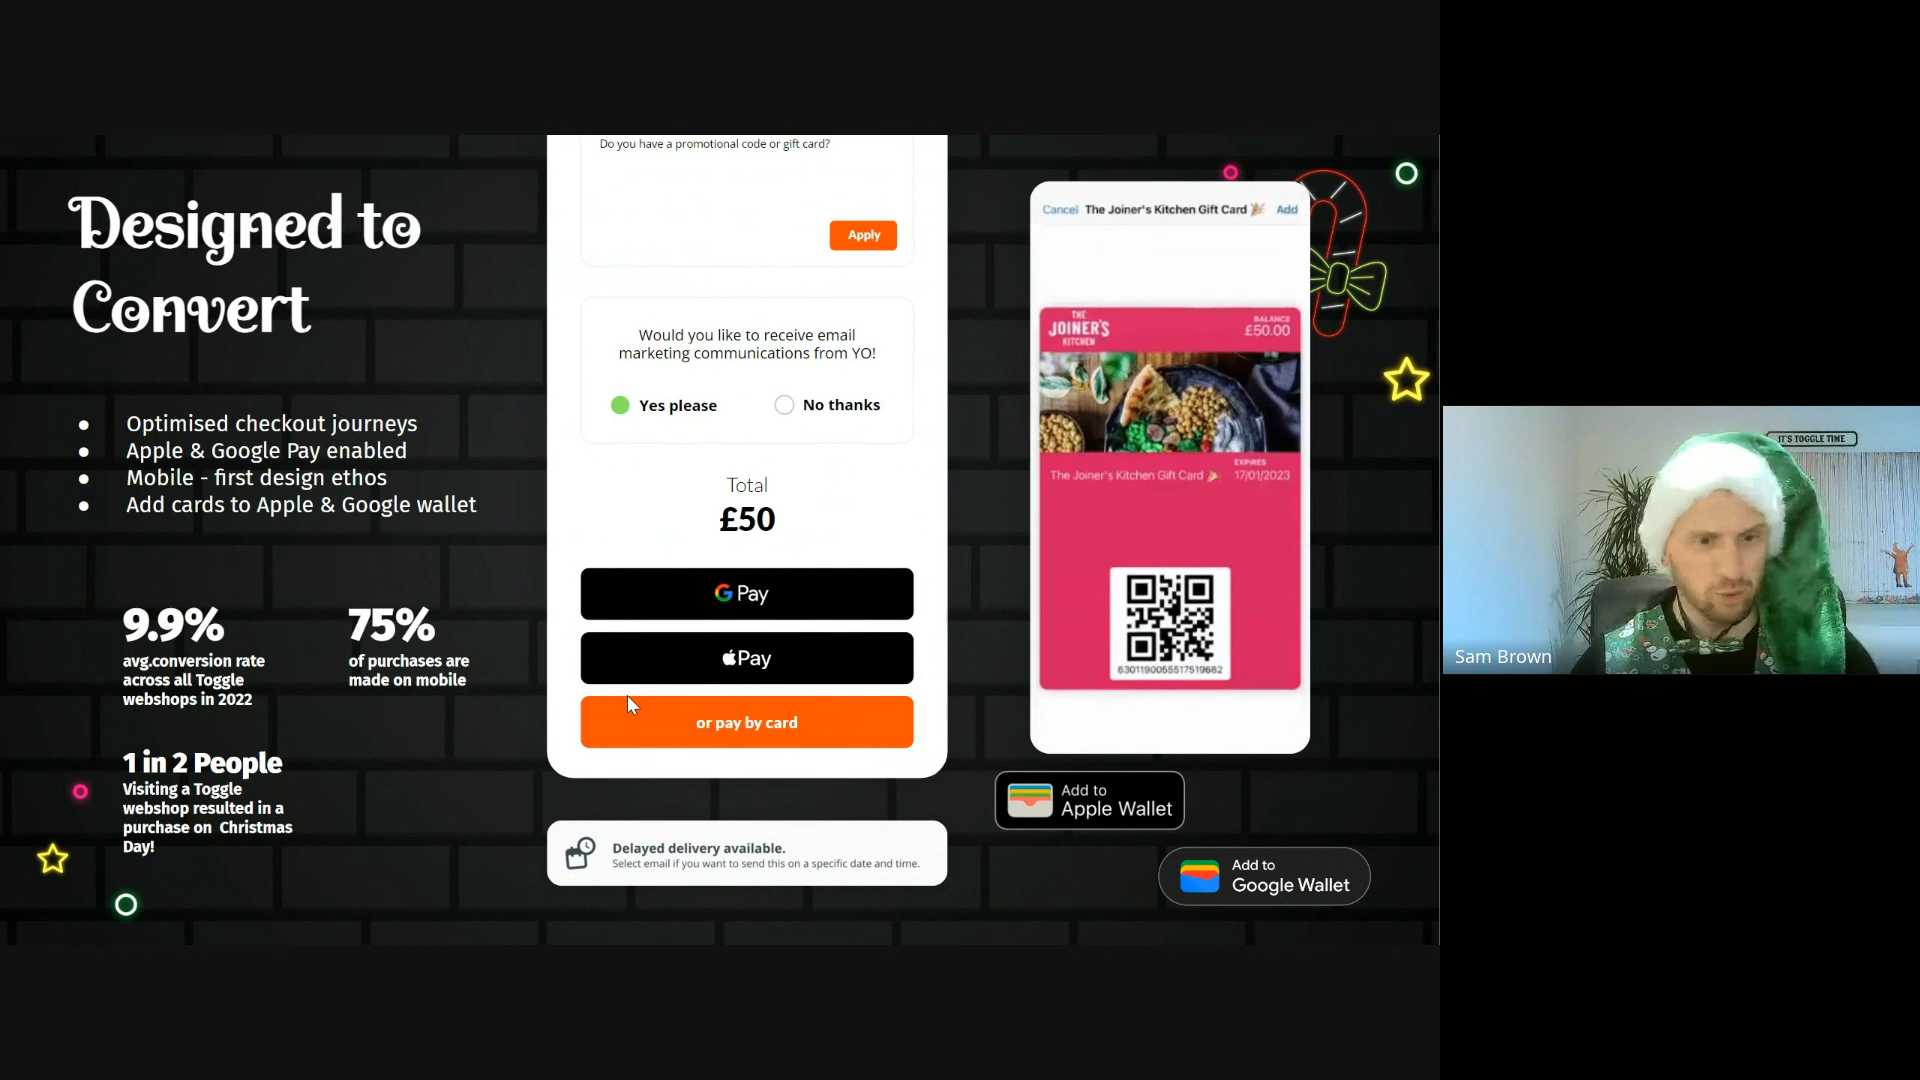 Designed to
Convert
Optimised checkout journeys
Apple & Google Pay enabled
Mobile - first design ethos
Add cards to Apple & Google wallet
9.9%
avg.conversion rate
across all Toggle
webshops in 2022
75%
of purchases are
made on mobile
1 in 2 People
Visiting a Toggle
webshop resulted in a
purchase on Christmas
Day!
Do you have a promotional code or gift card?
Apply
Would you like to receive email
marketing communications from YO!
Yes please
No thanks
Total
£50
G Pay
Pay
or pay by card
Delayed delivery available.
Select email if you want to send this on a specific date and time.
Cancel The Joiner's Kitchen Gift Card Add
THE
JOINER'S
KITCHEN
BALANCE
£50.00
EXPIRES
The Joiner's Kitchen Gift Card 17/01/2023
6301190055517519682
Add to
Apple Wallet
Add to
Google Wallet
IT'S TOGGLE TIME
Sam Brown